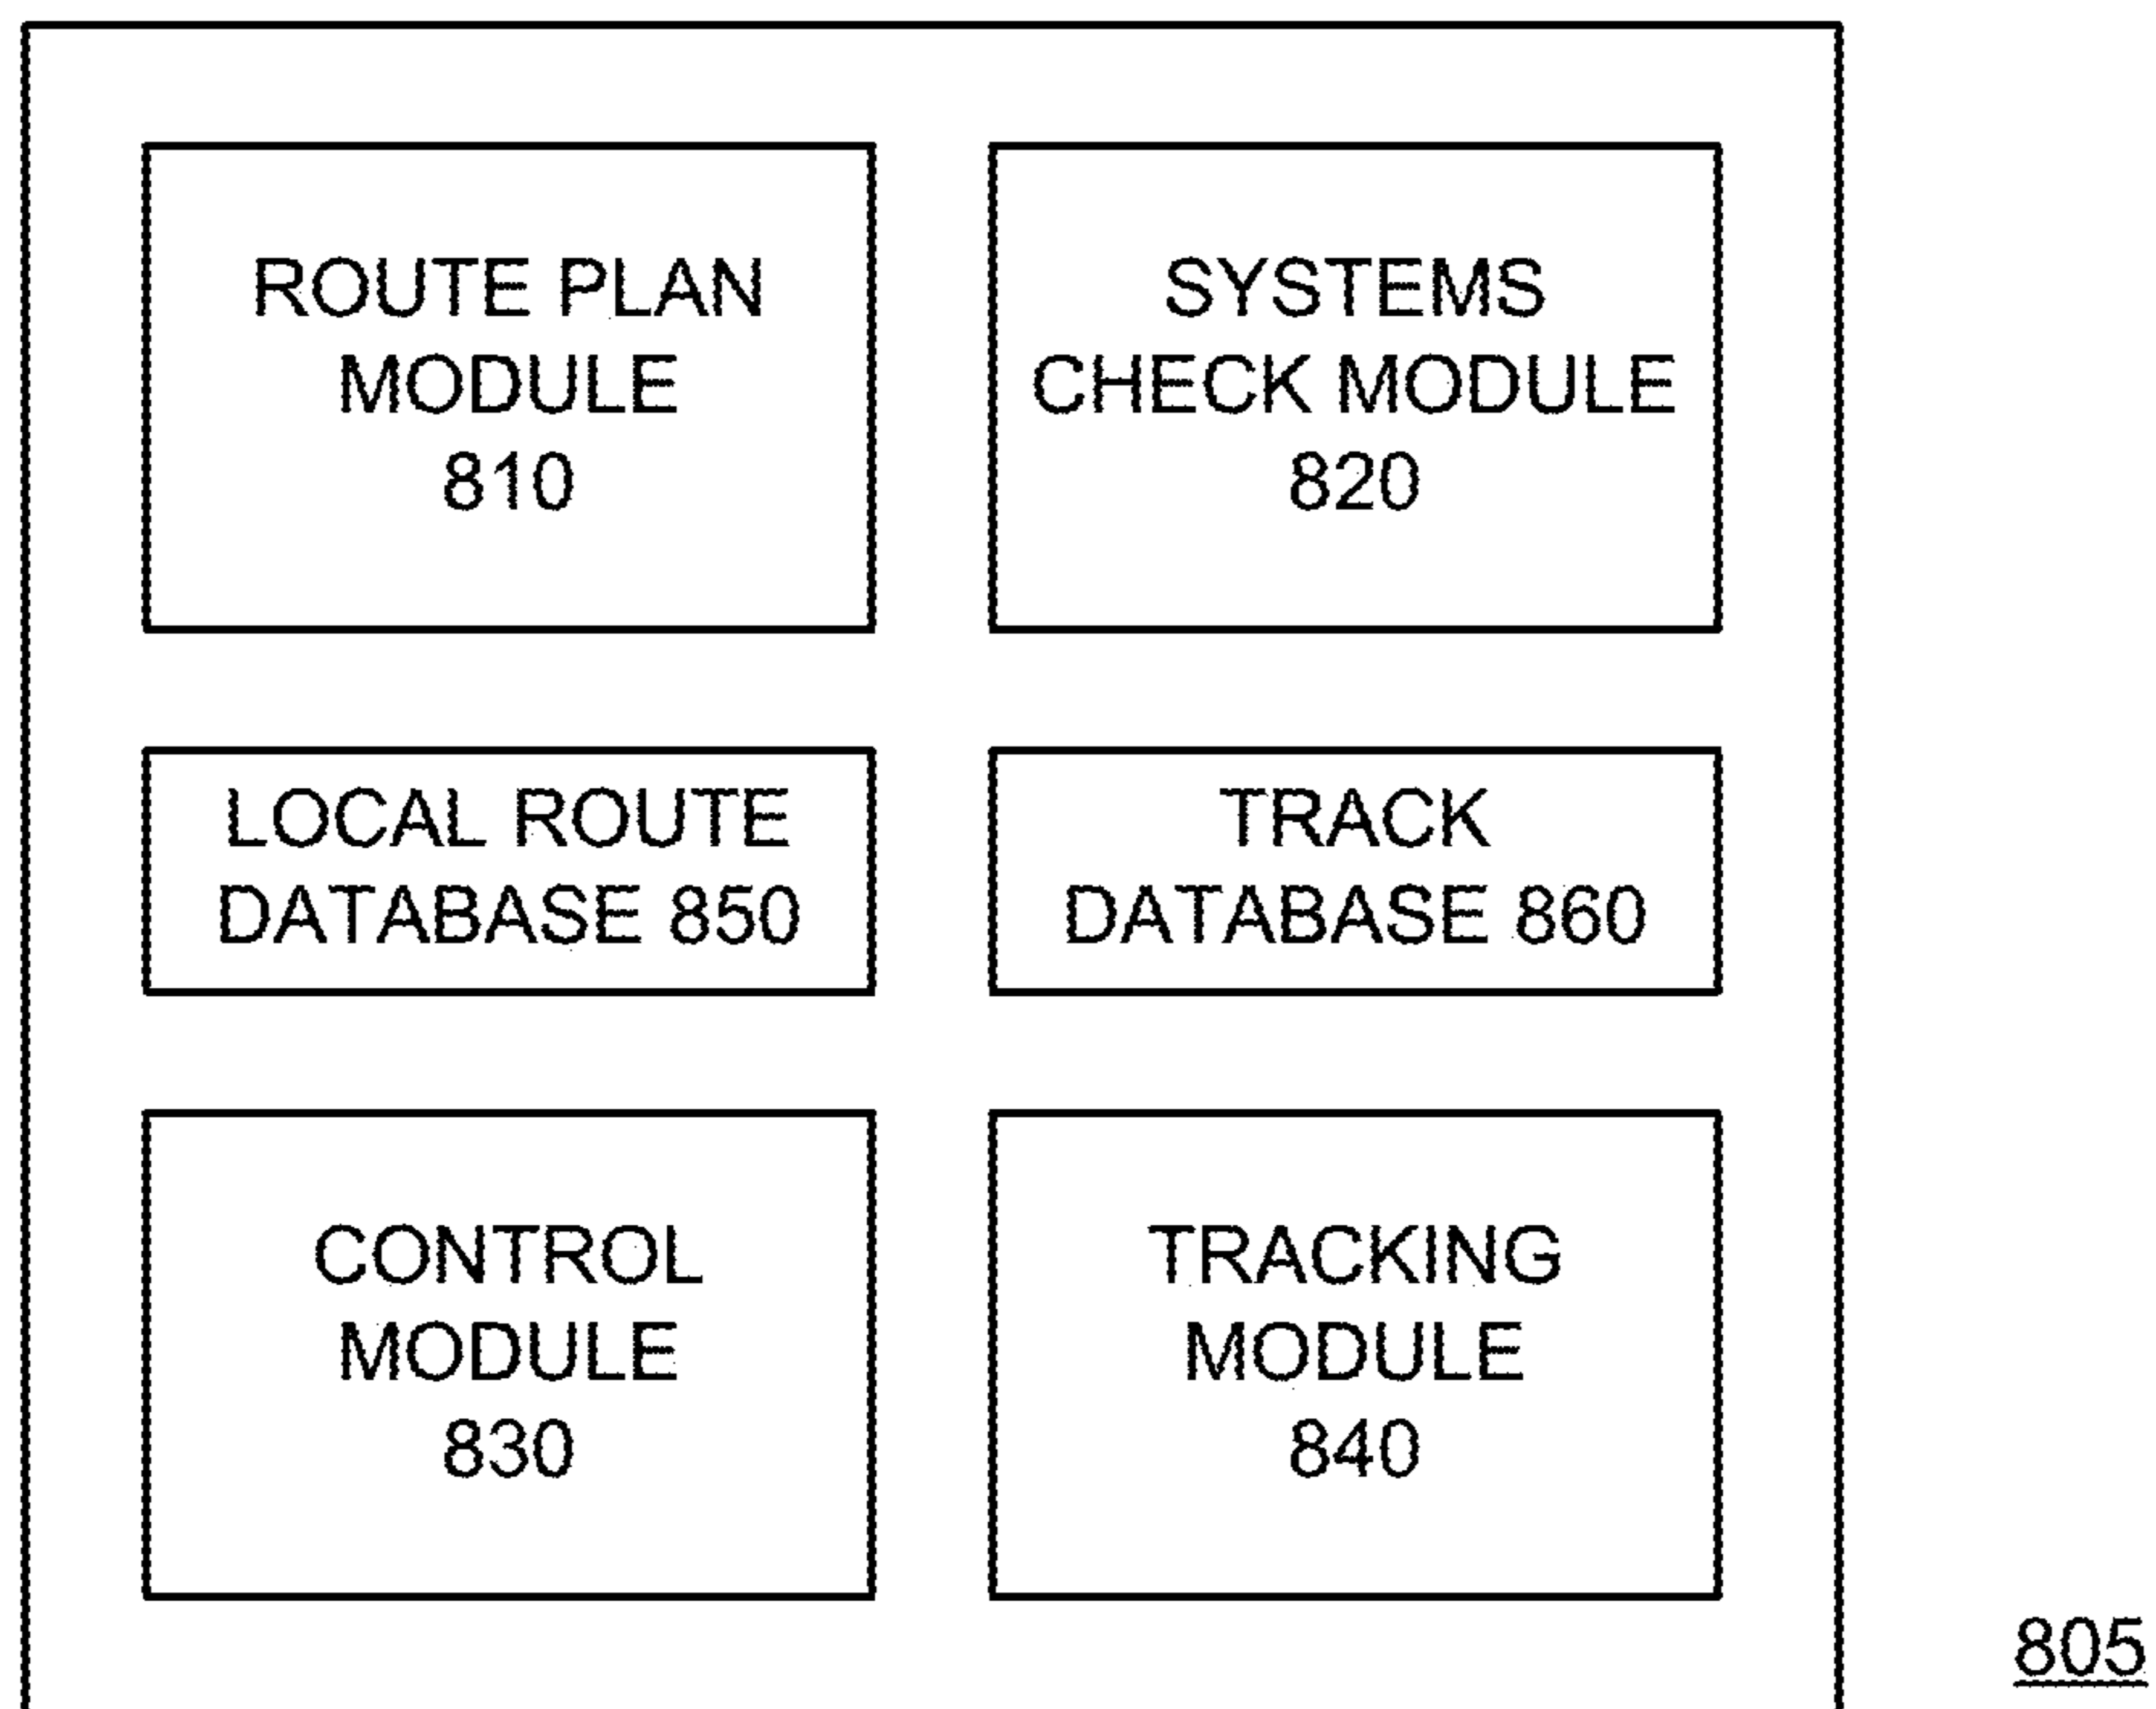 ROUTE PLAN
MODULE
810
SYSTEMS
CHECK MODULE
820
LOCAL ROUTE
DATABASE 850
TRACK
DATABASE 860
CONTROL
MODULE
830
TRACKING
MODULE
840
805